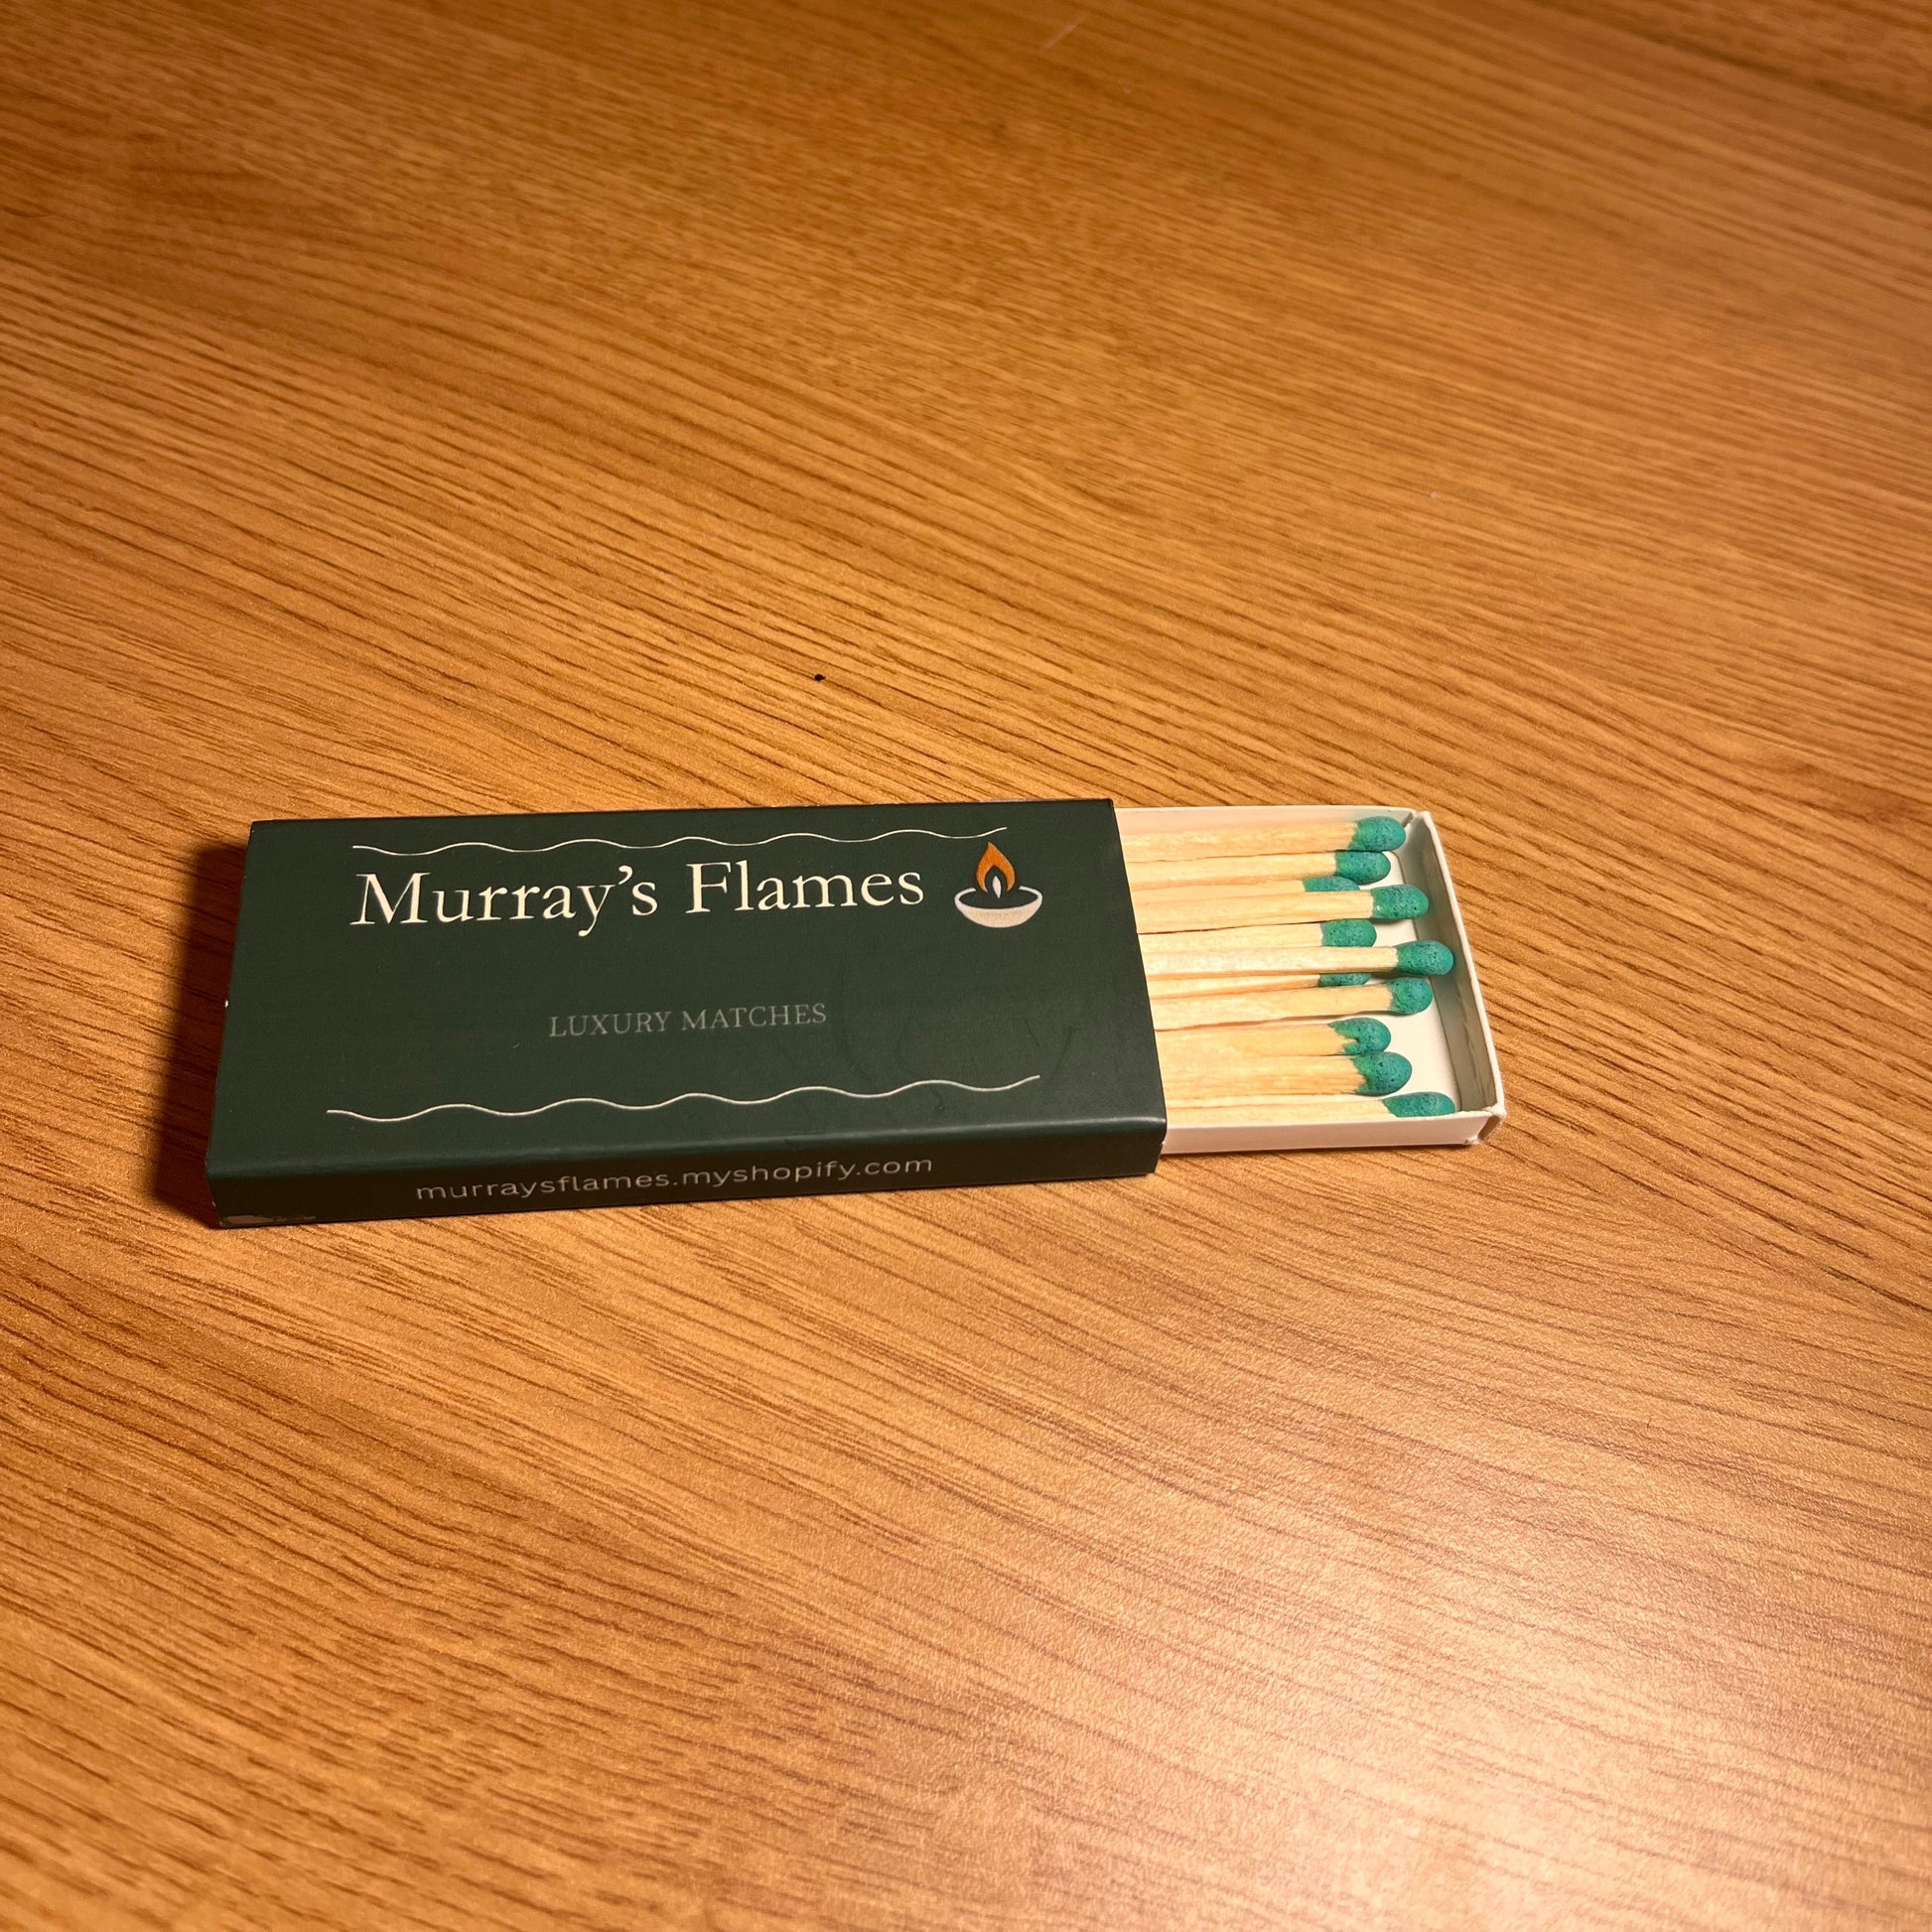 Murray’s Flames
LUXURY MATCHES
murraysflames.myshopify.com